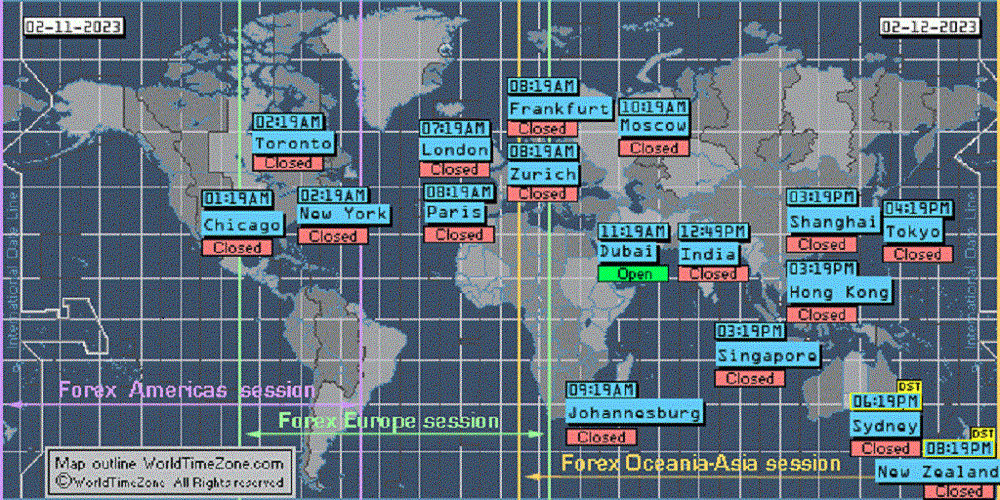 02-11-2023
02-12-2023
08:19AM
Frankfurt
Closed
10:19AM
Moscow
Closed
02:19AM
Toronto
Closed
07:19AM
London
Closed
08:19AM
Zurich
Closed
01:19AM
Chicago
Closed
02:19AM
New York
Closed
08:19AM
Paris
Closed
03:19PM
Shanghai
Closed
04:19PM
Tokyo
Closed
11:19AM
Dubai
Open
12:49PM
India
Closed
03:19PM
Hong Kong
Closed
03:19PM
Singapore
Closed
International Date Line
International Date Line
Forex Americas session
09:19AM
Johannesburg
Closed
DST
06:19PM
Sydney
Closed
Forex Europe session
DST
08:19PM
New Zealand
Closed
Forex Oceania-Asia session
Map outline WorldTimeZone.com
©WorldTimeZone All Rights reserved